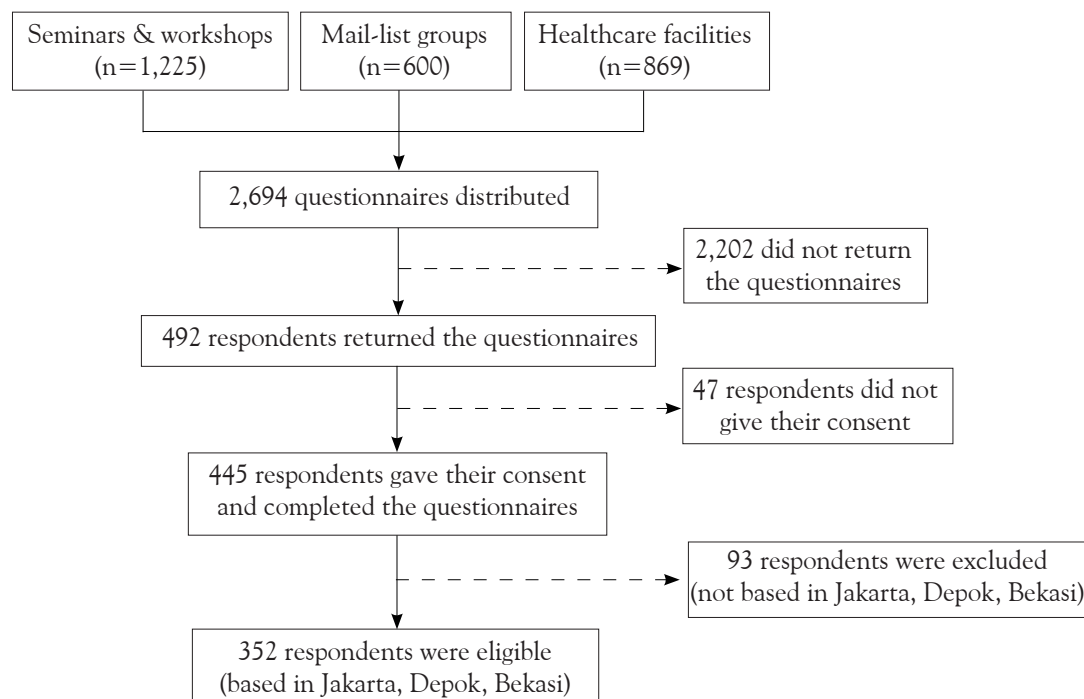 Seminars & workshops
(n=1,225)
Mail-list groups
(n=600)
Healthcare facilities
(n=869)
2,694 questionnaires distributed
2,202 did not return
the questionnaires
492 respondents returned the questionnaires
47 respondents did not
give their consent
445 respondents gave their consent
and completed the questionnaires
93 respondents were excluded
(not based in Jakarta, Depok, Bekasi)
352 respondents were eligible
(based in Jakarta, Depok, Bekasi)